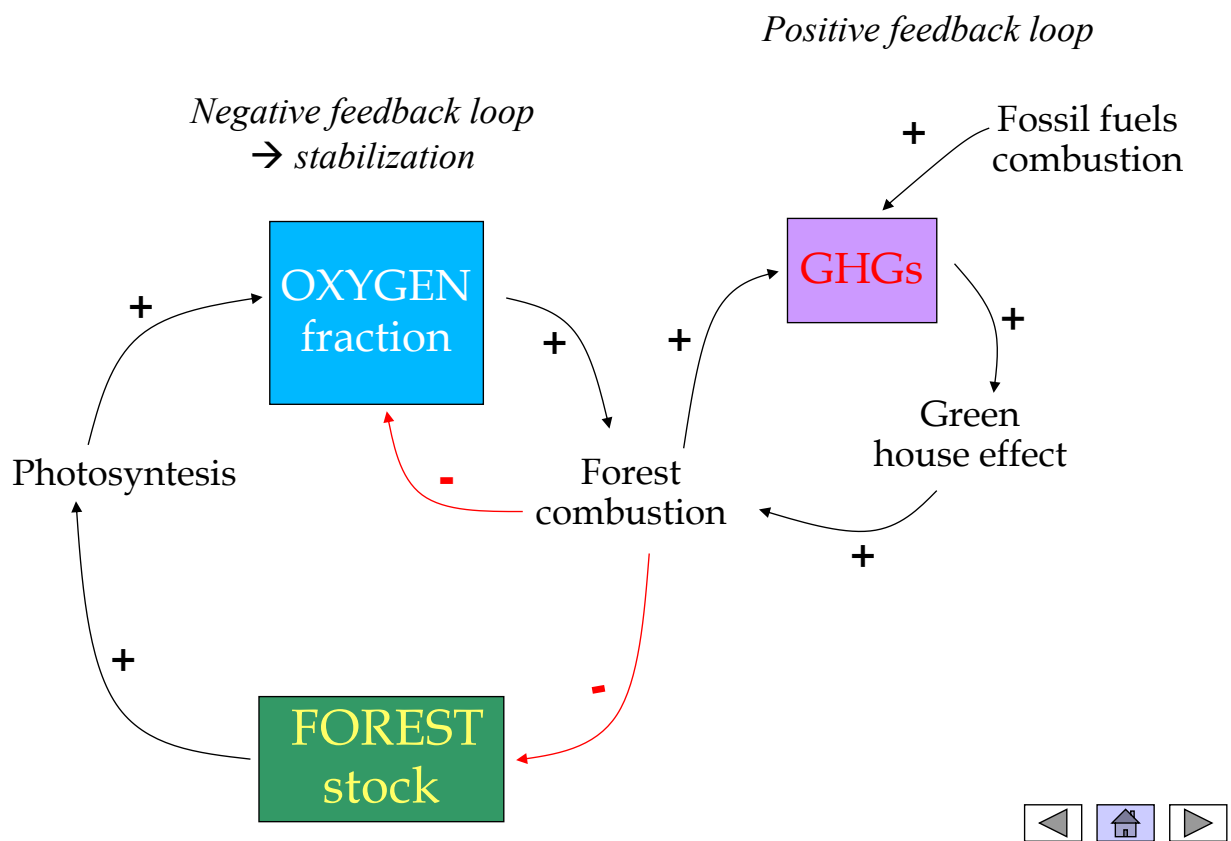 Positive feedback loop
Negative feedback loop
→ stabilization
Fossil fuels
combustion
+
OXYGEN
fraction
GHGs
+
+
+
+
Green
house effect
Photosyntesis
-
Forest
combustion
+
+
-
FOREST
stock